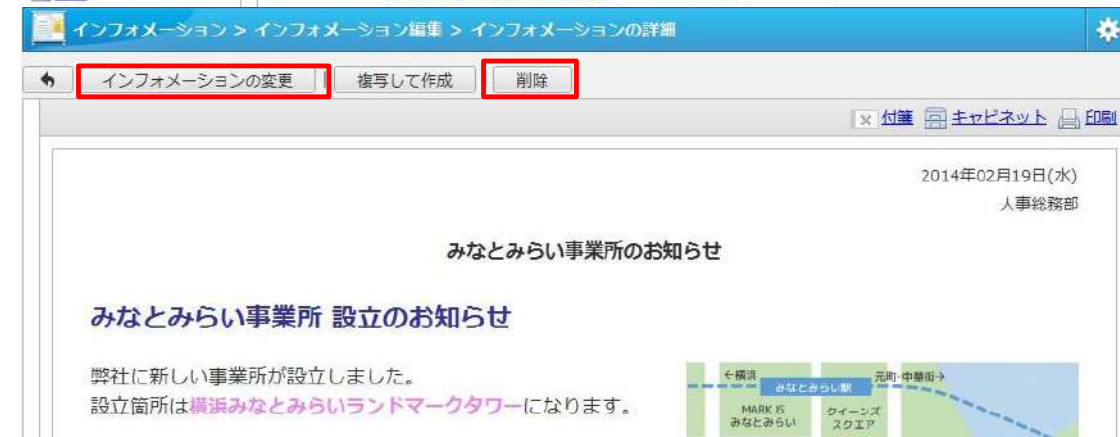 インフォメーション > インフォメーション編集 > インフォメーションの詳細
インフォメーションの変更 複写して作成 削除
付箋 キャビネット 印刷
2014年02月19日(水)
人事総務部
みなとみらい事業所のお知らせ
みなとみらい事業所 設立のお知らせ
弊社に新しい事業所が設立しました。
設立箇所は横浜みなとみらいランドマークタワーになります。
←横浜
みなとみらい駅
元町·中華街→
MARK IS
みなとみらい
クイーンズ
スクエア